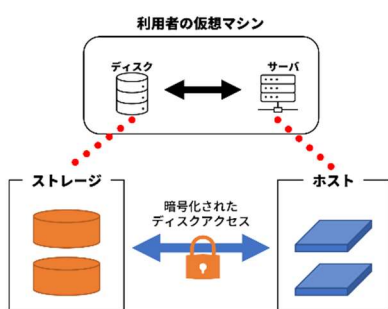 利用者の仮想マシン
ディスク
サーバ
ストレージ
ホスト
暗号化された
ディスクアクセス